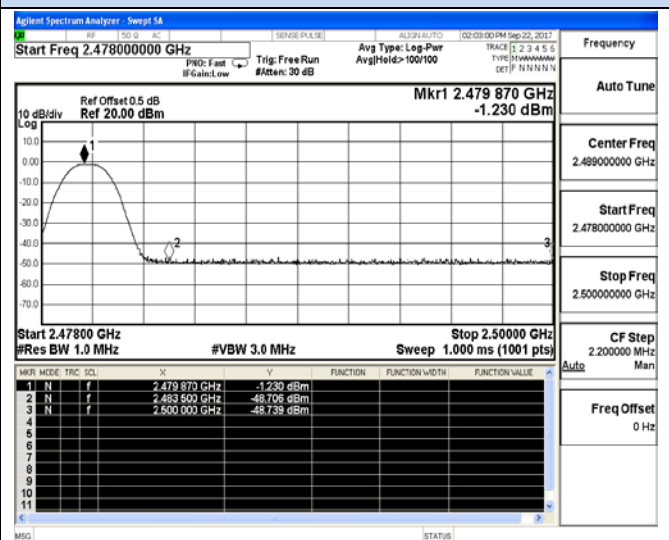 Agilent Spectrum Analyzer - Swept SA
RF 50 Ω AC SENSE:PULSE ALIGN AUTO 02:03:00 PM Sep 22, 2017
Start Freq 2.478000000 GHz
PNO: Fast
IFGain:Low
Trig: Free Run
#Atten: 30 dB
Avg Type: Log-Pwr
Avg|Hold:>100/100
TRACE 1 2 3 4 5 6
TYPE M
DET P N N N N N
Frequency
Ref Offset 0.5 dB
10 dB/div Ref 20.00 dBm
Log
Mkr1 2.479 870 GHz
-1.230 dBm
10.0
0.00
-10.0
-20.0
-30.0
-40.0
-50.0
-60.0
-70.0
1
2
3
Start 2.47800 GHz Stop 2.50000 GHz
#Res BW 1.0 MHz #VBW 3.0 MHz Sweep 1.000 ms (1001 pts)
MKR MODE TRC SCL X Y FUNCTION FUNCTION WIDTH FUNCTION VALUE
1 N f 2.479 870 GHz -1.230 dBm
2 N f 2.483 500 GHz -48.706 dBm
3 N f 2.500 000 GHz -48.739 dBm
4
5
6
7
8
9
10
11
MSG STATUS
Auto Tune
Center Freq
2.489000000 GHz
Start Freq
2.478000000 GHz
Stop Freq
2.500000000 GHz
CF Step
2.200000 MHz
Auto Man
Freq Offset
0 Hz